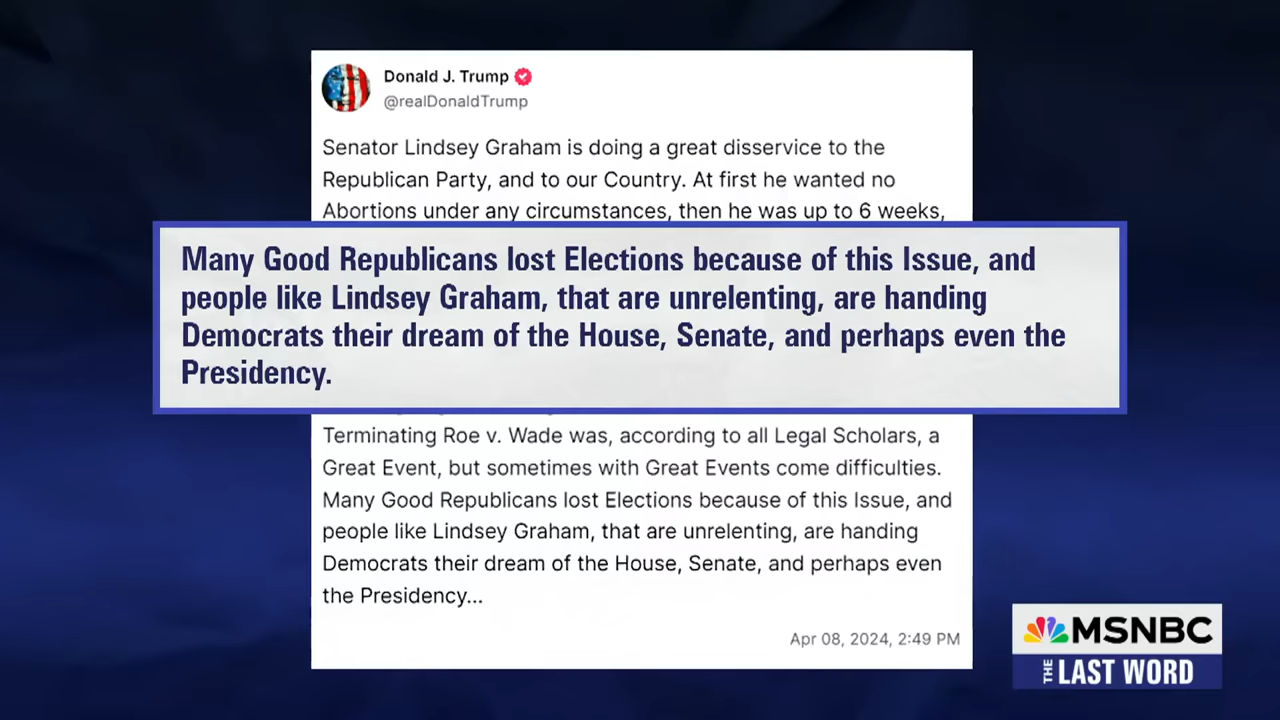 Donald J. Trump
@realDonaldTrump
Senator Lindsey Graham is doing a great disservice to the
Republican Party, and to our Country. At first he wanted no
Abortions under any circumstances, then he was up to 6 weeks,
Many Good Republicans lost Elections because of this Issue, and
people like Lindsey Graham, that are unrelenting, are handing
Democrats their dream of the House, Senate, and perhaps even the
Presidency.
Terminating Roe v. Wade was, according to all Legal Scholars, a
Great Event, but sometimes with Great Events come difficulties.
Many Good Republicans lost Elections because of this Issue, and
people like Lindsey Graham, that are unrelenting, are handing
Democrats their dream of the House, Senate, and perhaps even
the Presidency...
Apr 08, 2024, 2:49 PM
MSNBC
THE LAST WORD